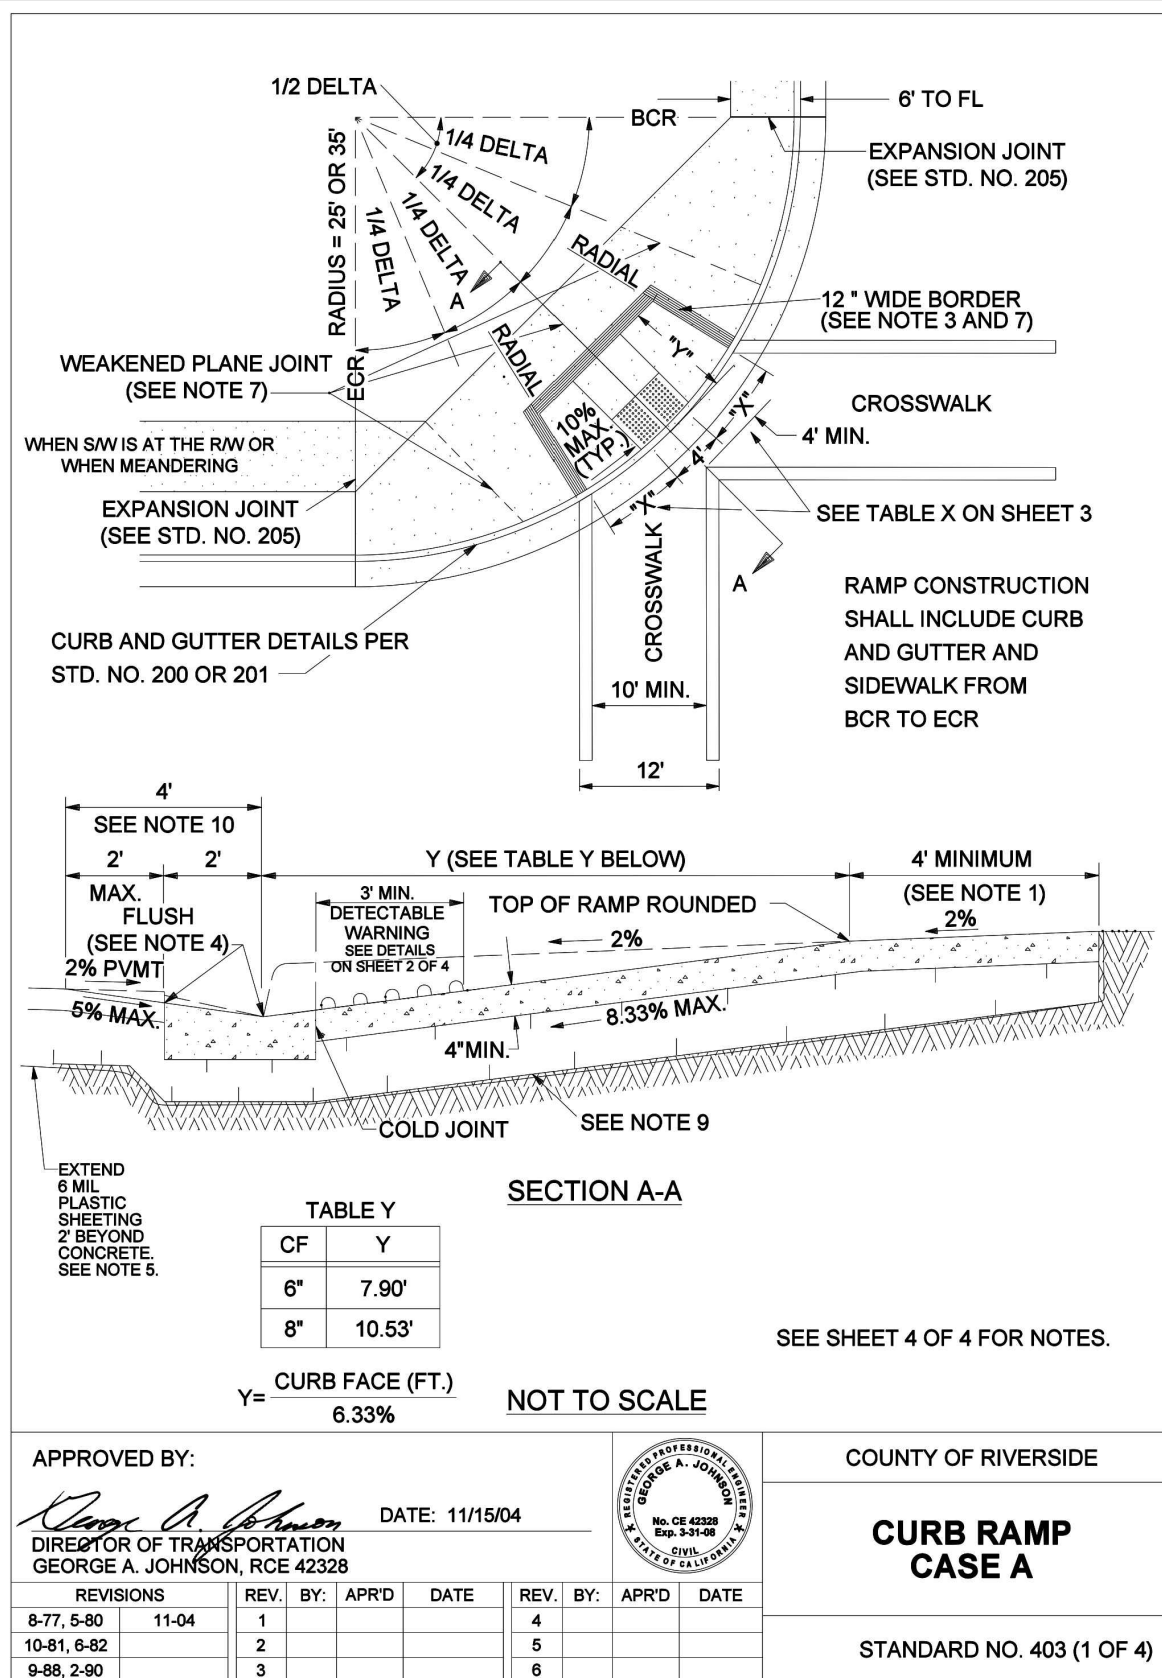 1/2 DELTA
BCR
6' TO FL
1/4 DELTA
EXPANSION JOINT
(SEE STD. NO. 205)
1/4 DELTA
1/4 DELTA
1/4 DELTA
RADIUS = 25' OR 35'
A
RADIAL
12 " WIDE BORDER
(SEE NOTE 3 AND 7)
RADIAL
"Y"
WEAKENED PLANE JOINT
(SEE NOTE 7)
ECR
"X"
CROSSWALK
10%
MAX.
(TYP.)
4' MIN.
WHEN S/W IS AT THE R/W OR
WHEN MEANDERING
4'
EXPANSION JOINT
(SEE STD. NO. 205)
"X"
SEE TABLE X ON SHEET 3
CROSSWALK
A
RAMP CONSTRUCTION
SHALL INCLUDE CURB
AND GUTTER AND
SIDEWALK FROM
BCR TO ECR
CURB AND GUTTER DETAILS PER
STD. NO. 200 OR 201
10' MIN.
12'
4'
SEE NOTE 10
2'
MAX.
2'
Y (SEE TABLE Y BELOW)
4' MINIMUM
(SEE NOTE 1)
2%
FLUSH
(SEE NOTE 4)
3' MIN.
DETECTABLE
WARNING
SEE DETAILS
ON SHEET 2 OF 4
TOP OF RAMP ROUNDED
2%
2% PVMT
5% MAX.
8.33% MAX.
4"MIN.
COLD JOINT
SEE NOTE 9
EXTEND
6 MIL
PLASTIC
SHEETING
2' BEYOND
CONCRETE.
SEE NOTE 5.
SECTION A-A
TABLE Y
CF Y
6" 7.90'
8" 10.53'
SEE SHEET 4 OF 4 FOR NOTES.
Y= CURB FACE (FT.)
6.33%
NOT TO SCALE
APPROVED BY:
George A. Johnson
DATE: 11/15/04
DIRECTOR OF TRANSPORTATION
GEORGE A. JOHNSON, RCE 42328
REGISTERED PROFESSIONAL ENGINEER
GEORGE A. JOHNSON
No. CE 42328
Exp. 3-31-08
CIVIL
STATE OF CALIFORNIA
COUNTY OF RIVERSIDE
CURB RAMP
CASE A
STANDARD NO. 403 (1 OF 4)
REVISIONS REV. BY: APR'D DATE REV. BY: APR'D DATE
8-77, 5-80 11-04 1 4
10-81, 6-82 2 5
9-88, 2-90 3 6